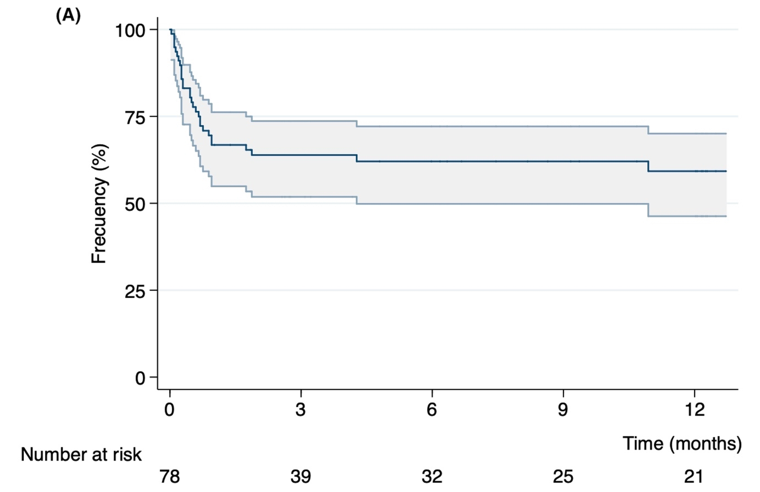 (A)
100
75
50
25
0
Frecuency (%)
0 3 6 9 12
Time (months)
Number at risk
78 39 32 25 21